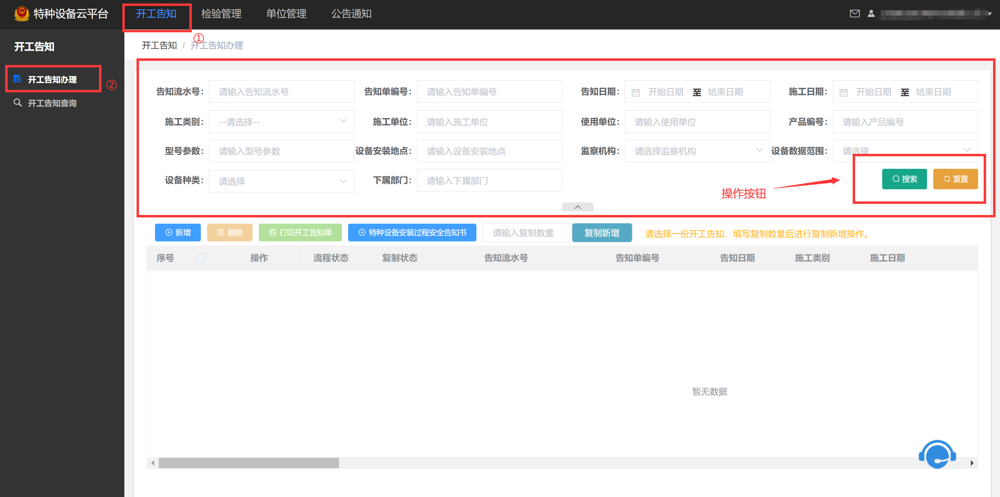 特种设备云平台 开工告知 检验管理 单位管理 公告通知
①
开工告知
开工告知 / 开工告知办理
开工告知办理 ②
开工告知查询
告知流水号： 请输入告知流水号 告知单编号： 请输入告知单编号 告知日期： 开始日期 至 结束日期 施工日期： 开始日期 至 结束日期
施工类别： --请选择-- 施工单位： 请输入施工单位 使用单位： 请输入使用单位 产品编号： 请输入产品编号
型号参数： 请输入型号参数 设备安装地点： 请输入设备安装地点 监察机构： 请选择监察机构 设备数据范围： 请选择
设备种类： 请选择 下属部门： 请输入下属部门 搜索 重置
操作按钮
新增 删除 打印开工告知单 特种设备安装过程安全告知书 请输入复制数量 复制新增 请选择一份开工告知，填写复制数量后进行复制新增操作。
序号 操作 流程状态 复制状态 告知流水号 告知单编号 告知日期 施工类别 施工日期
暂无数据